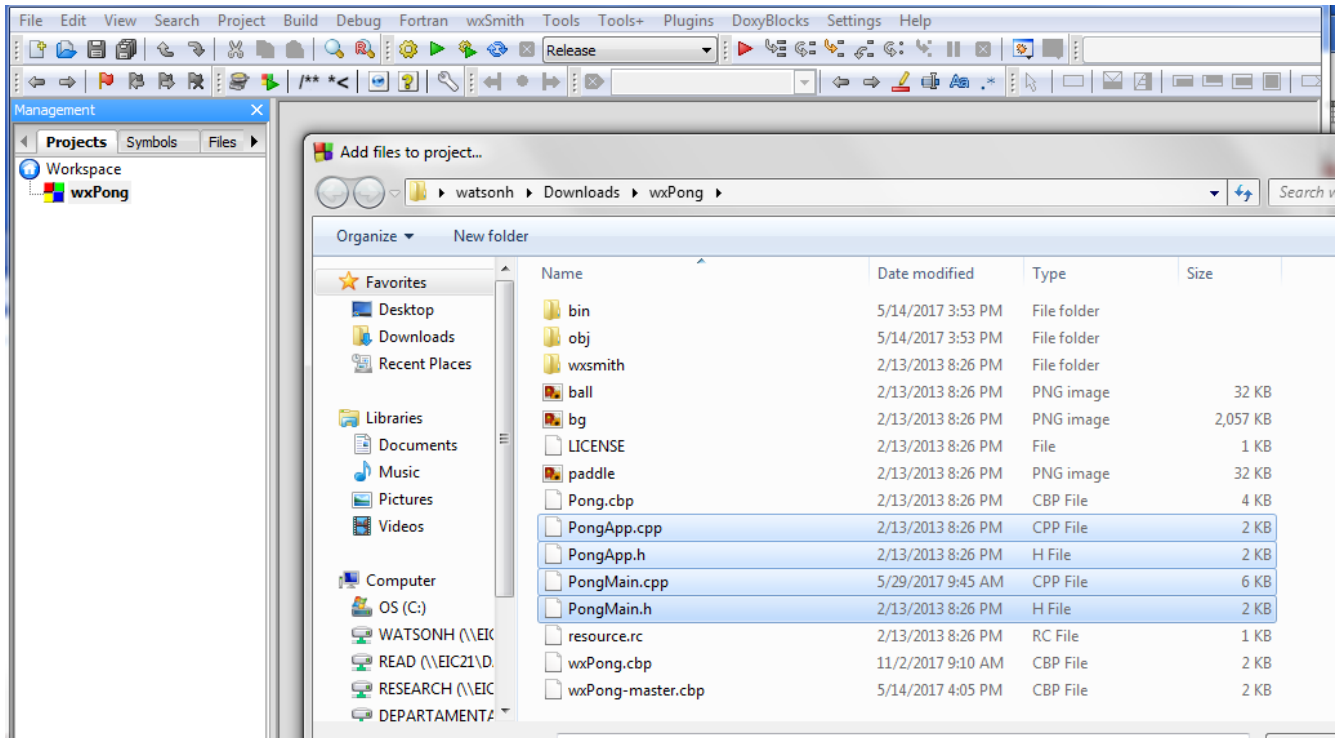 File Edit View Search Project Build Debug Fortran wxSmith Tools Tools+ Plugins DoxyBlocks Settings Help
Release
/** *<
Management
Projects Symbols Files
Workspace
wxPong
Add files to project...
watsonh Downloads wxPong
Search
Organize New folder
Favorites
Desktop
Downloads
Recent Places
Libraries
Documents
Music
Pictures
Videos
Computer
OS (C:)
WATSONH (\\EIC
READ (\\EIC21\D.
RESEARCH (\\EIC
DEPARTAMENTA
Name Date modified Type Size
bin 5/14/2017 3:53 PM File folder
obj 5/14/2017 3:53 PM File folder
wxsmith 2/13/2013 8:26 PM File folder
ball 2/13/2013 8:26 PM PNG image 32 KB
bg 2/13/2013 8:26 PM PNG image 2,057 KB
LICENSE 2/13/2013 8:26 PM File 1 KB
paddle 2/13/2013 8:26 PM PNG image 32 KB
Pong.cbp 2/13/2013 8:26 PM CBP File 4 KB
PongApp.cpp 2/13/2013 8:26 PM CPP File 2 KB
PongApp.h 2/13/2013 8:26 PM H File 2 KB
PongMain.cpp 5/29/2017 9:45 AM CPP File 6 KB
PongMain.h 2/13/2013 8:26 PM H File 2 KB
resource.rc 2/13/2013 8:26 PM RC File 1 KB
wxPong.cbp 11/2/2017 9:10 AM CBP File 2 KB
wxPong-master.cbp 5/14/2017 4:05 PM CBP File 2 KB